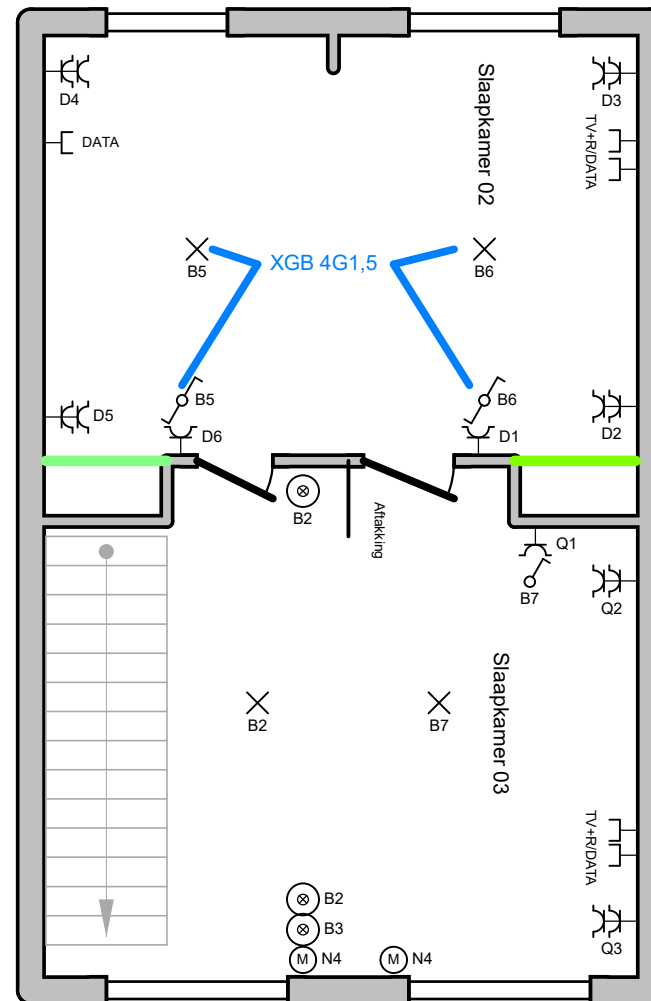 D4
D3
DATA
TV+R/DATA
Slaapkamer 02
B5
XGB 4G1,5
B6
B5
B6
D5
D6
D1
D2
B2
Aftakking
Q1
B7
Q2
Slaapkamer 03
B2
B7
TV+R/DATA
B2
B3
M
N4
M
N4
Q3